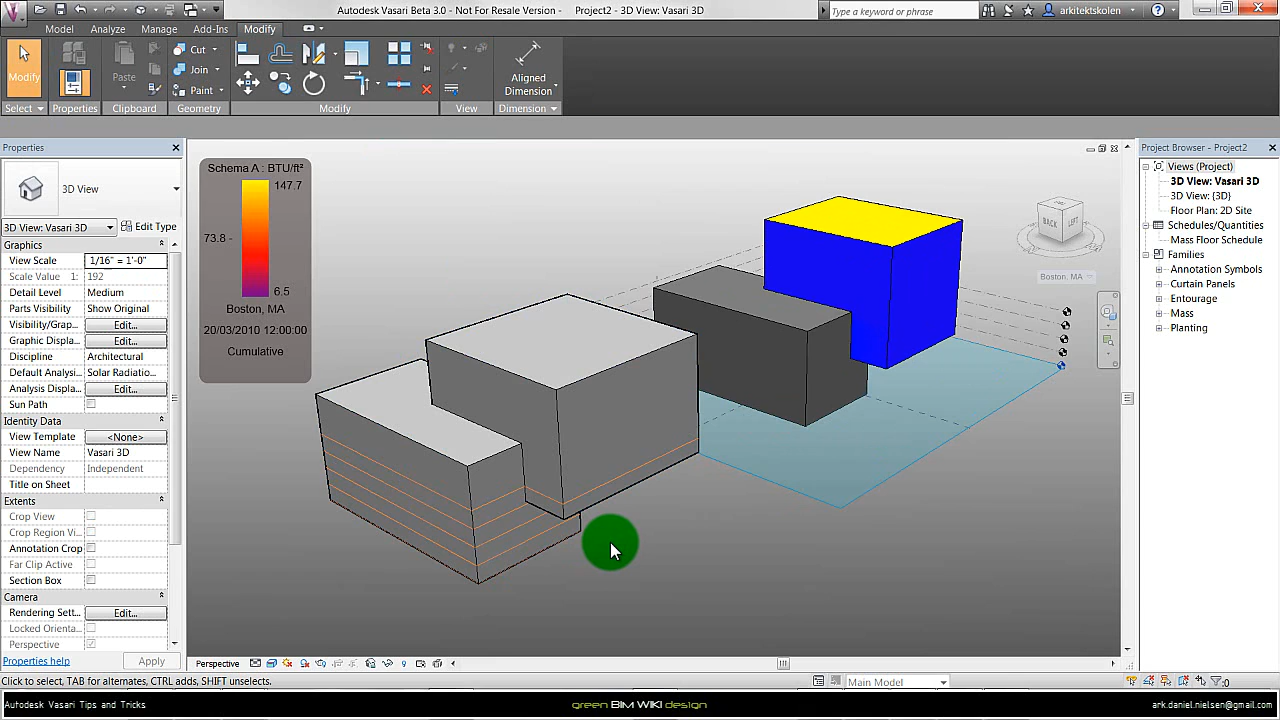 Autodesk Vasari Beta 3.0 - Not For Resale Version - Project2 - 3D View: Vasari 3D
Type a keyword or phrase
arkitektskolen
Model Analyze Manage Add-Ins Modify
Modify
Paste
Cut
Join
Paint
Aligned
Dimension
Select Properties Clipboard Geometry Modify View Dimension
Properties
3D View
3D View: Vasari 3D
Edit Type
Graphics
View Scale 1/16" = 1'-0"
Scale Value 1: 192
Detail Level Medium
Parts Visibility Show Original
Visibility/Grap... Edit...
Graphic Displa... Edit...
Discipline Architectural
Default Analys... Solar Radiatio...
Analysis Displa... Edit...
Sun Path
Identity Data
View Template <None>
View Name Vasari 3D
Dependency Independent
Title on Sheet
Extents
Crop View
Crop Region Vi...
Annotation Crop
Far Clip Active
Section Box
Camera
Rendering Sett... Edit...
Locked Orienta...
Perspective
Properties help
Apply
Schema A : BTU/ft²
147.7
73.8 -
6.5
Boston, MA
20/03/2010 12:00:00
Cumulative
BACK
LEFT
Boston, MA
Project Browser - Project2
Views (Project)
3D View: Vasari 3D
3D View: {3D}
Floor Plan: 2D Site
Schedules/Quantities
Mass Floor Schedule
Families
Annotation Symbols
Curtain Panels
Entourage
Mass
Planting
Perspective
Click to select, TAB for alternates, CTRL adds, SHIFT unselects.
Main Model
:0
Autodesk Vasari Tips and Tricks
green BIM WIKI design
ark.daniel.nielsen@gmail.com